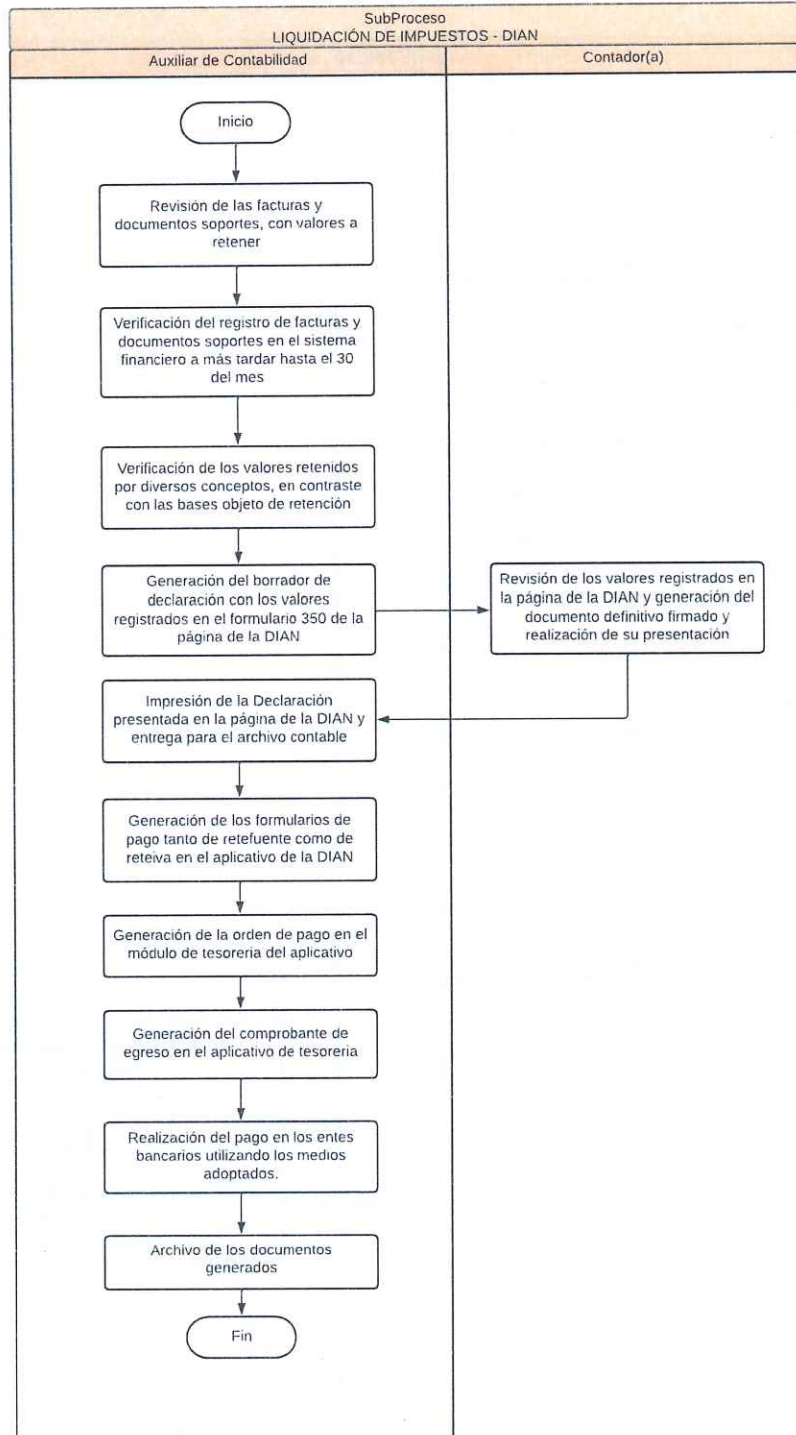 SubProceso
LIQUIDACIÓN DE IMPUESTOS - DIAN
Auxiliar de Contabilidad
Contador(a)
Inicio
Revisión de las facturas y
documentos soportes, con valores a
retener
Verificación del registro de facturas y
documentos soportes en el sistema
financiero a más tardar hasta el 30
del mes
Verificación de los valores retenidos
por diversos conceptos, en contraste
con las bases objeto de retención
Generación del borrador de
declaración con los valores
registrados en el formulario 350 de la
página de la DIAN
Revisión de los valores registrados en
la página de la DIAN y generación del
documento definitivo firmado y
realización de su presentación
Impresión de la Declaración
presentada en la página de la DIAN y
entrega para el archivo contable
Generación de los formularios de
pago tanto de retefuente como de
reteiva en el aplicativo de la DIAN
Generación de la orden de pago en el
módulo de tesoreria del aplicativo
Generación del comprobante de
egreso en el aplicativo de tesoreria
Realización del pago en los entes
bancarios utilizando los medios
adoptados.
Archivo de los documentos
generados
Fin